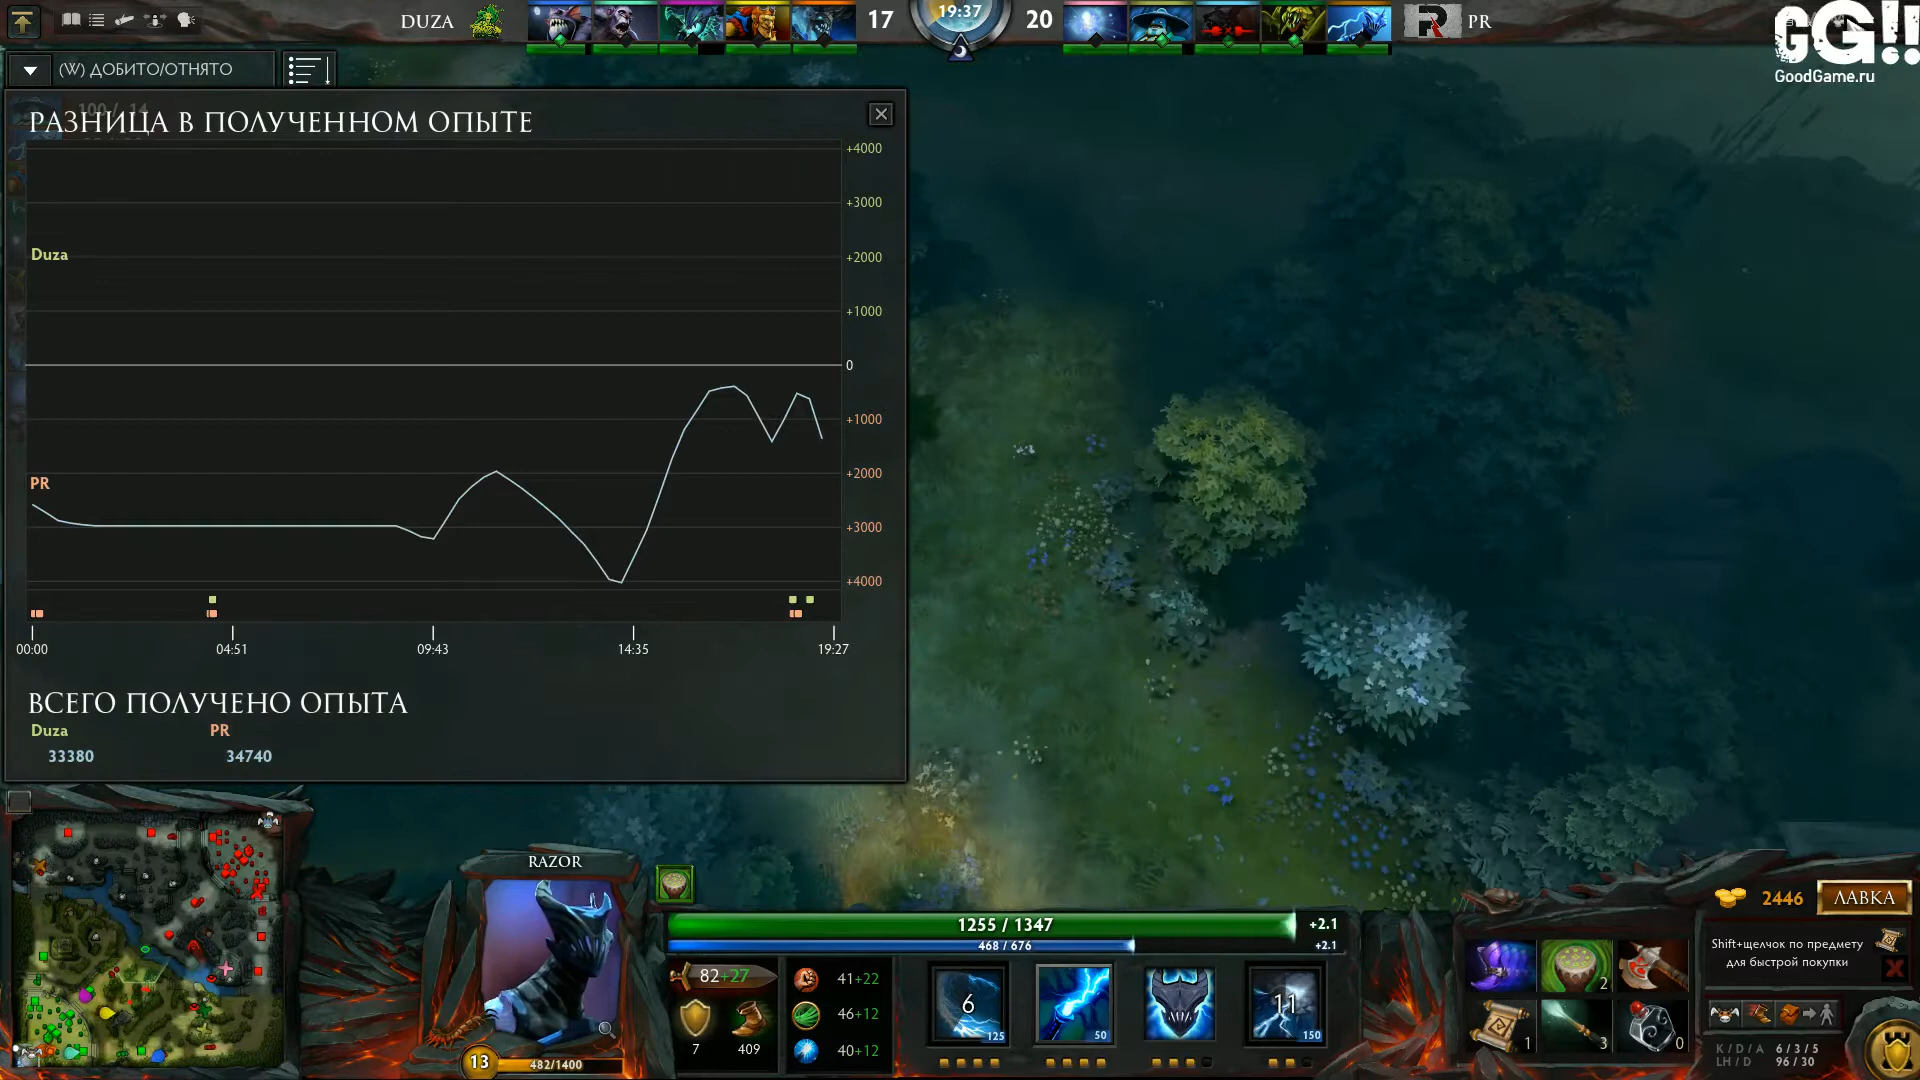 DUZA
17
19:37
20
PR
GG!!
GoodGame.ru
(W) ДОБИТО/ОТНЯТО
РАЗНИЦА В ПОЛУЧЕННОМ ОПЫТЕ
+4000
+3000
Duza
+2000
+1000
0
+1000
+2000
PR
+3000
+4000
00:00
04:51
09:43
14:35
19:27
ВСЕГО ПОЛУЧЕНО ОПЫТА
Duza
PR
33380
34740
RAZOR
1255 / 1347
+2.1
468 / 676
+2.1
82+27
7
409
41+22
46+12
40+12
6
125
50
11
150
13
482/1400
2
1
3
0
2446
ЛАВКА
Shift+щелчок по предмету
для быстрой покупки
K / D / A 6 / 3 / 5
LH / D 96 / 30